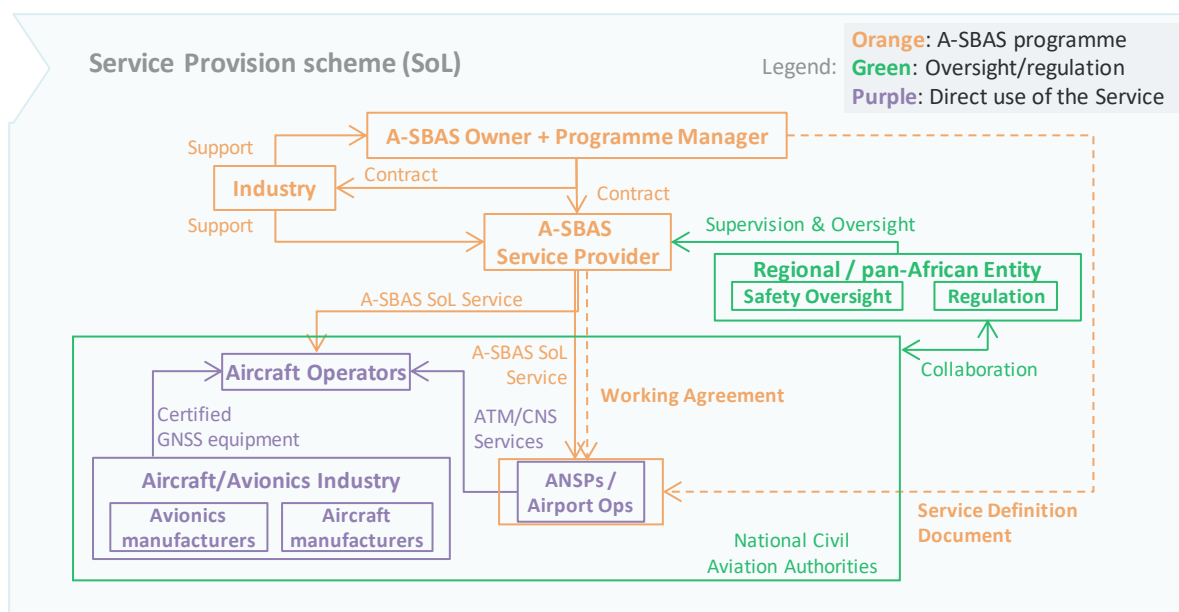 Service Provision scheme (SoL)
Legend:
Orange: A-SBAS programme
Green: Oversight/regulation
Purple: Direct use of the Service
A-SBAS Owner + Programme Manager
Support
Industry
Contract
Contract
Support
A-SBAS
Service Provider
Supervision & Oversight
Regional / pan-African Entity
Safety Oversight
Regulation
A-SBAS SoL Service
Collaboration
Aircraft Operators
A-SBAS SoL
Service
Working Agreement
Certified
GNSS equipment
ATM/CNS
Services
Aircraft/Avionics Industry
Avionics
manufacturers
Aircraft
manufacturers
ANSPs /
Airport Ops
Service Definition
Document
National Civil
Aviation Authorities